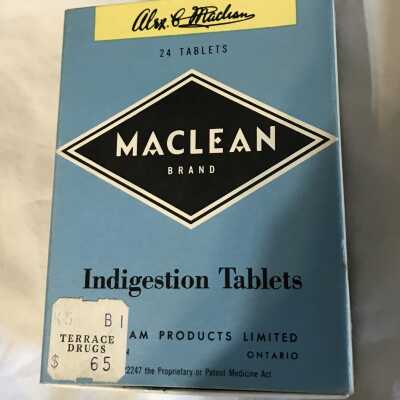 Alex. C. Maclean
24 TABLETS
MACLEAN
BRAND
Indigestion Tablets
AM PRODUCTS LIMITED
N ONTARIO
2247 the Proprietary or Patent Medicine Act
B
TERRACE
DRUGS
$ 65